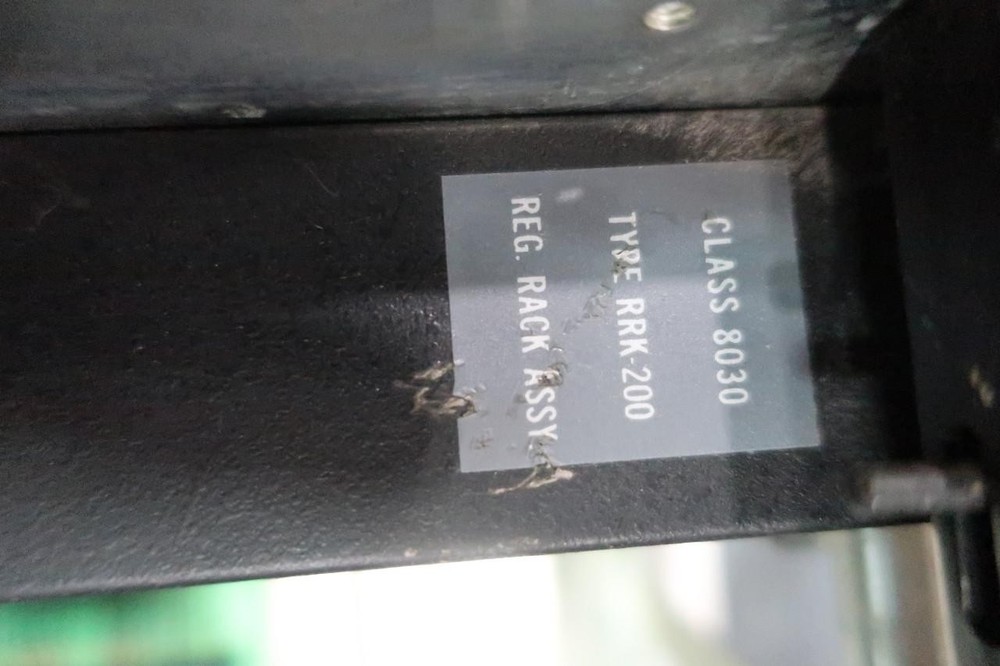 CLASS 8030
TYPE RRK-200
REG. RACK ASSY.